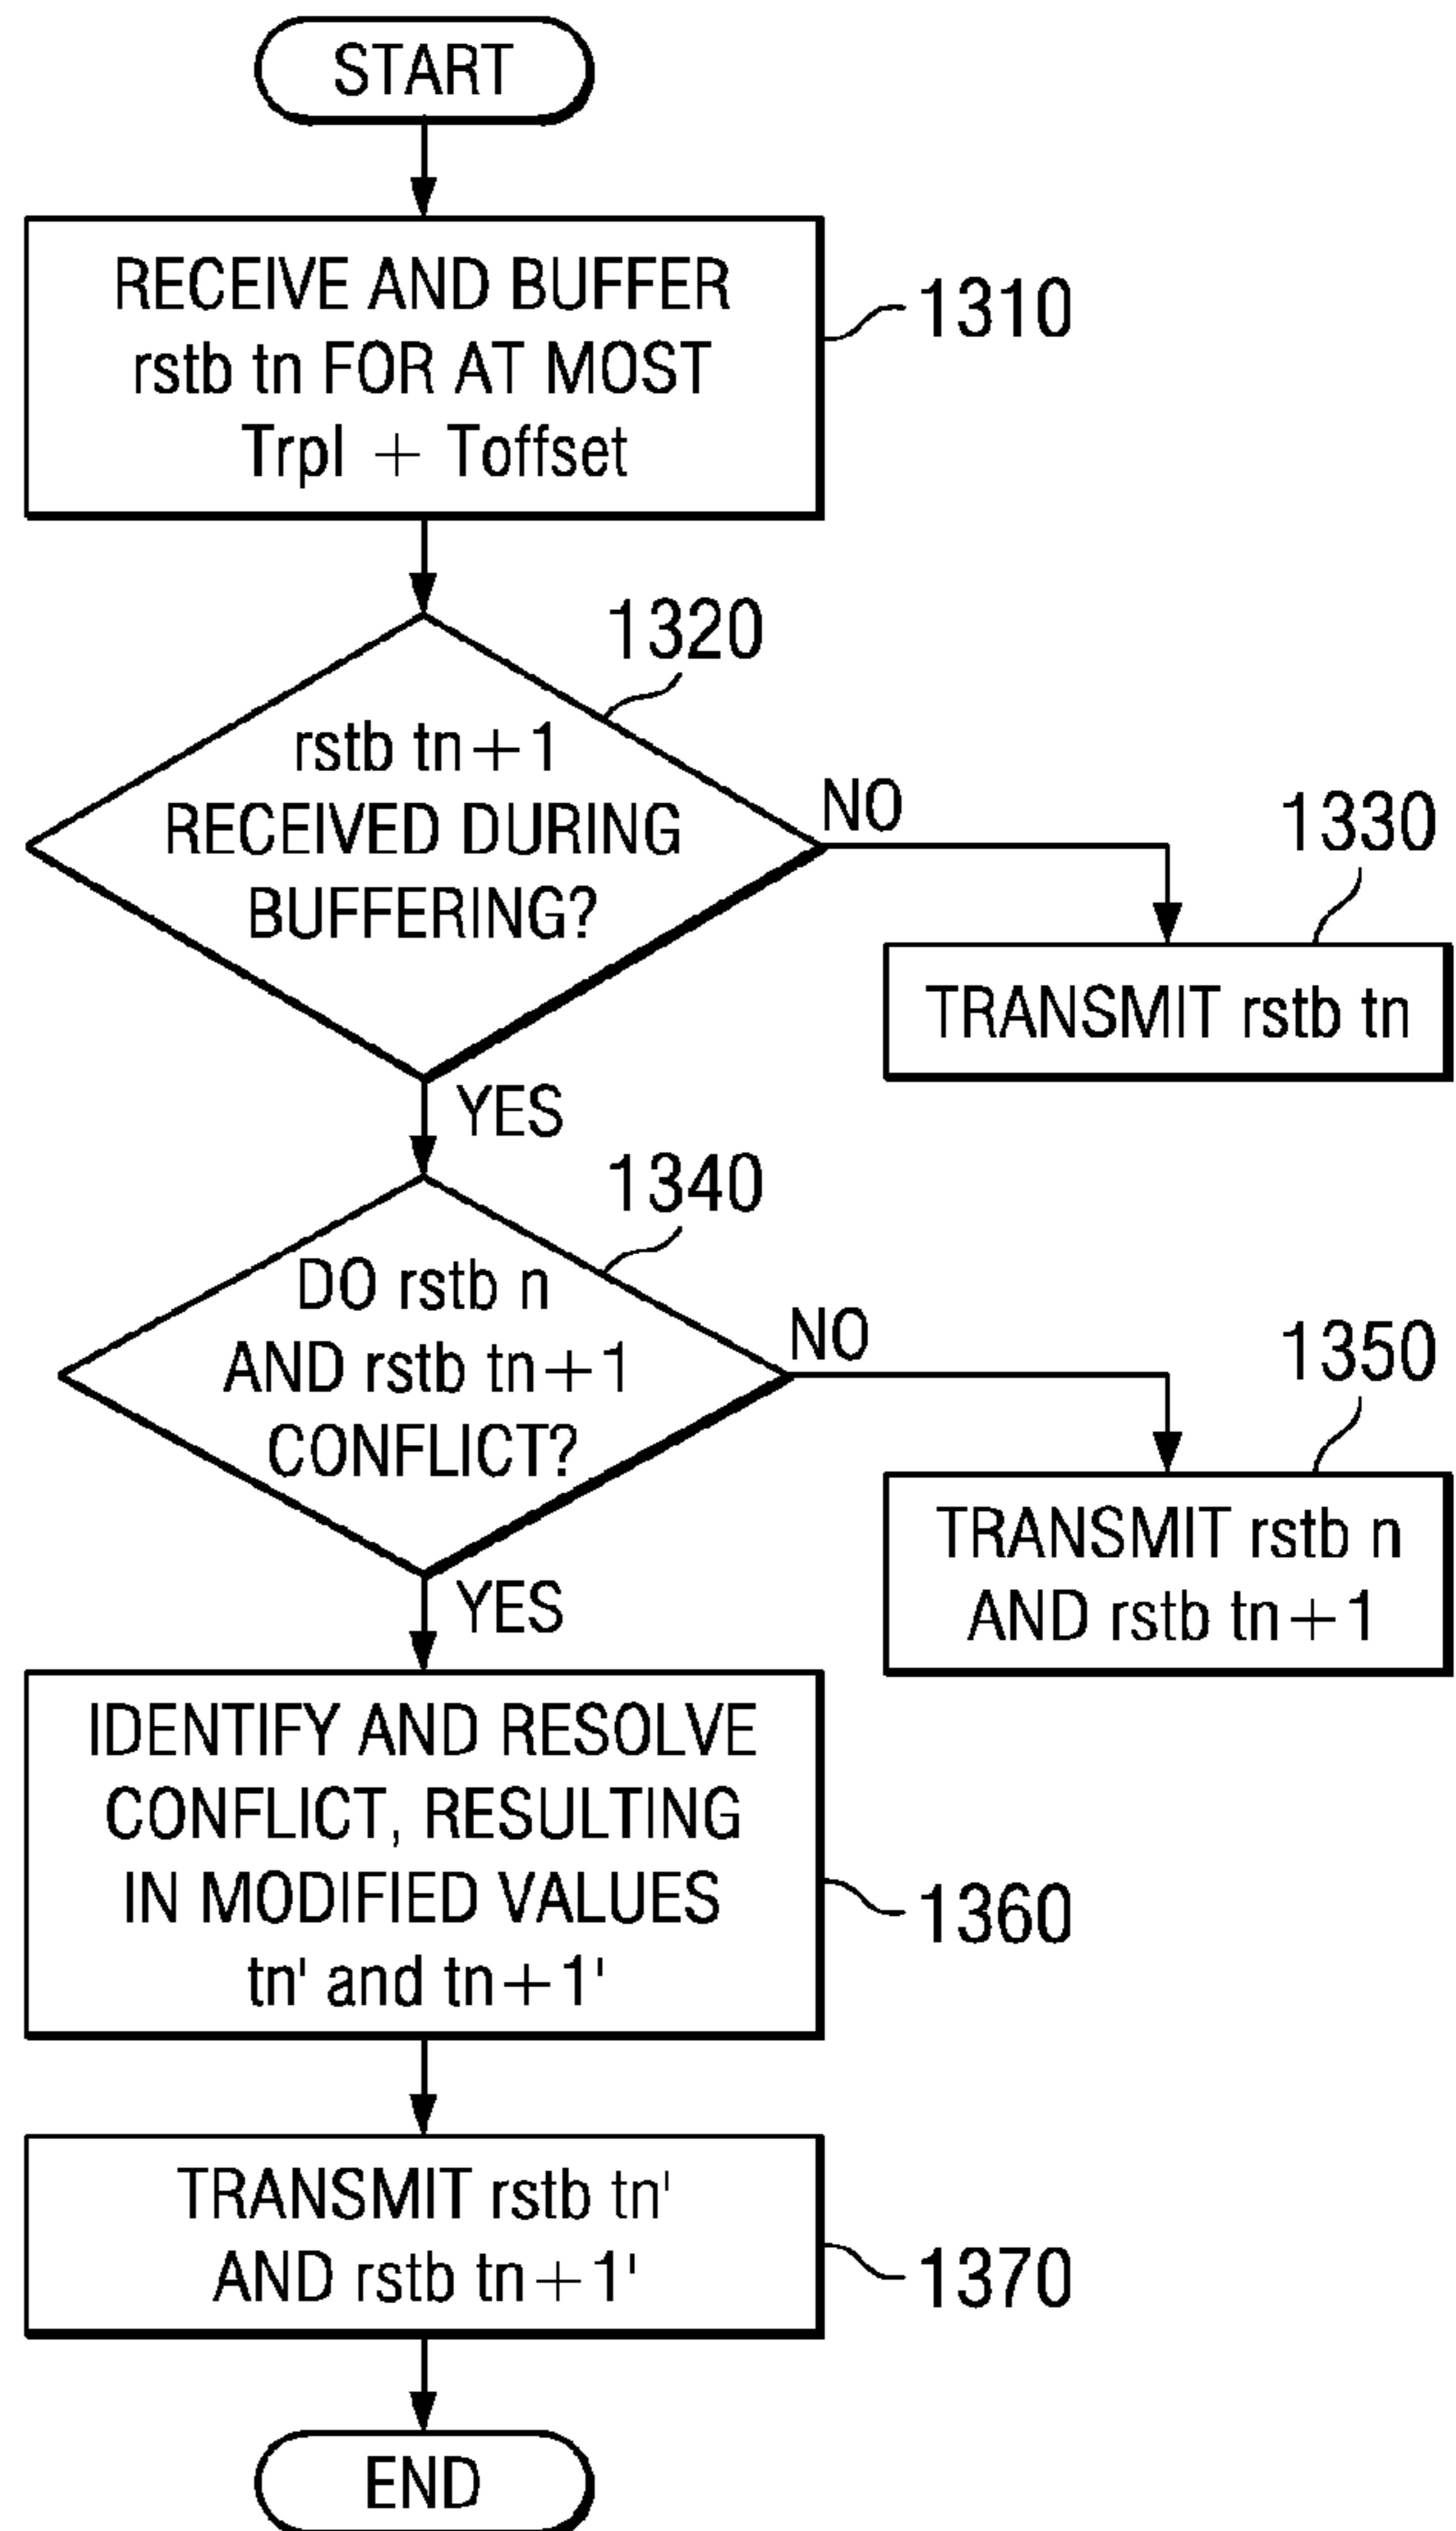 START
RECEIVE AND BUFFER
rstb tn FOR AT MOST
Trpl + Toffset
1310
1320
rstb tn+1
RECEIVED DURING
BUFFERING?
NO
1330
TRANSMIT rstb tn
YES
1340
DO rstb n
AND rstb tn+1
CONFLICT?
NO
1350
TRANSMIT rstb n
AND rstb tn+1
YES
IDENTIFY AND RESOLVE
CONFLICT, RESULTING
IN MODIFIED VALUES
tn' and tn+1'
1360
TRANSMIT rstb tn'
AND rstb tn+1'
1370
END